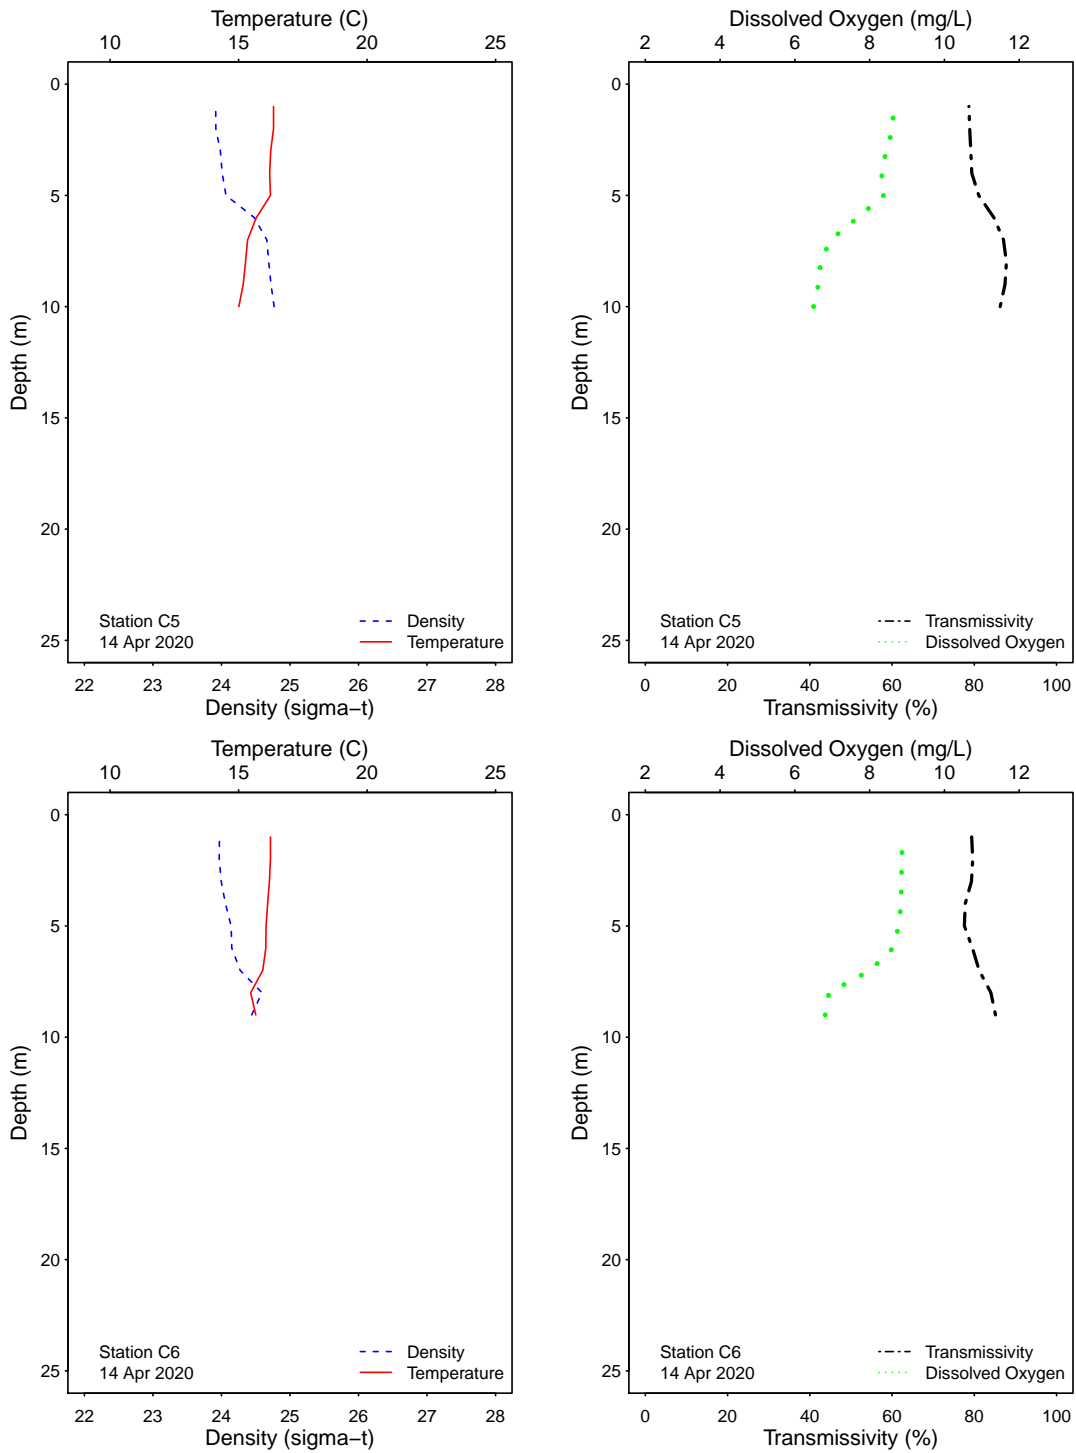 Temperature (C)
10 15 20 25
0
5
10
15
20
25
Depth (m)
Station C5
14 Apr 2020
Density
Temperature
22 23 24 25 26 27 28
Density (sigma−t)
Dissolved Oxygen (mg/L)
2 4 6 8 10 12
0
5
10
15
20
25
Depth (m)
Station C5
14 Apr 2020
Transmissivity
Dissolved Oxygen
0 20 40 60 80 100
Transmissivity (%)
Temperature (C)
10 15 20 25
0
5
10
15
20
25
Depth (m)
Station C6
14 Apr 2020
Density
Temperature
22 23 24 25 26 27 28
Density (sigma−t)
Dissolved Oxygen (mg/L)
2 4 6 8 10 12
0
5
10
15
20
25
Depth (m)
Station C6
14 Apr 2020
Transmissivity
Dissolved Oxygen
0 20 40 60 80 100
Transmissivity (%)